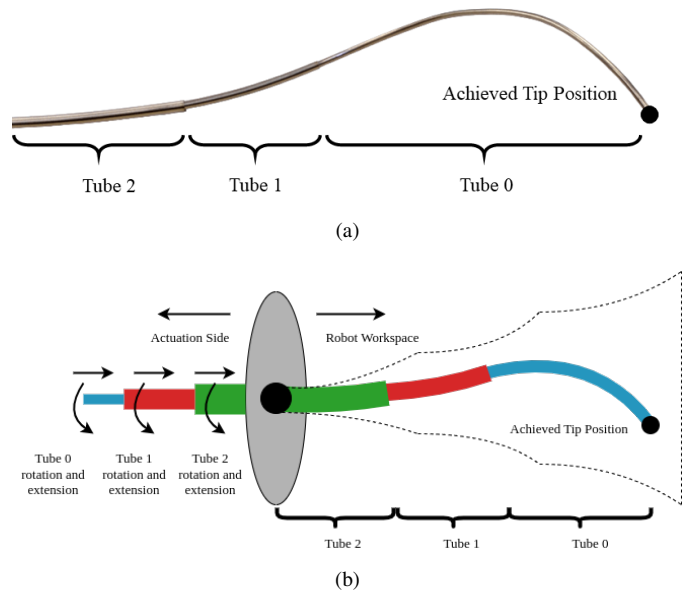 Achieved Tip Position
Tube 2
Tube 1
Tube 0
(a)
Actuation Side
Robot Workspace
Achieved Tip Position
Tube 0
rotation and
extension
Tube 1
rotation and
extension
Tube 2
rotation and
extension
Tube 2
Tube 1
Tube 0
(b)